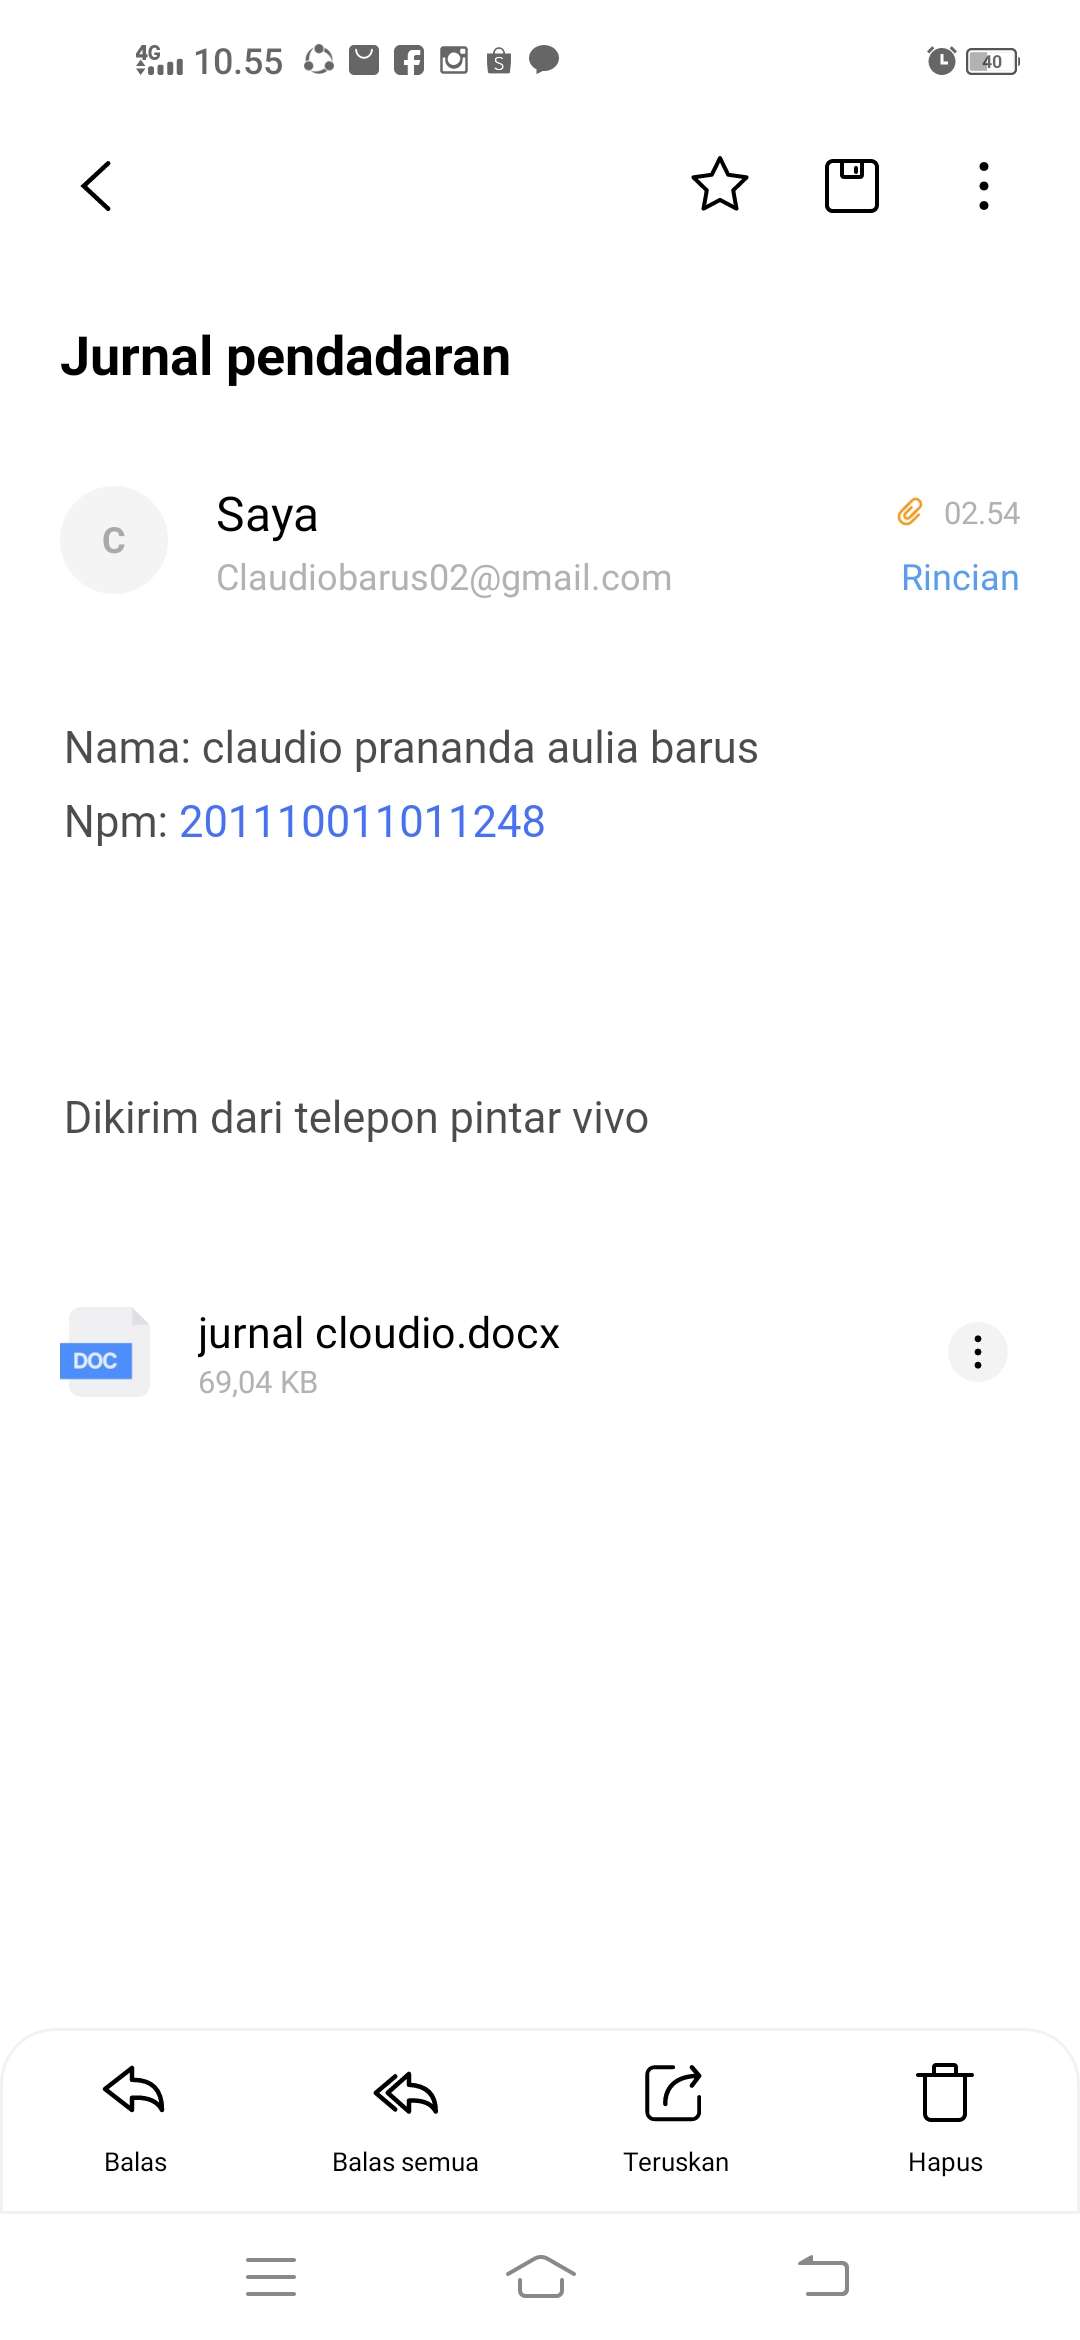 4G 10.55 40
Jurnal pendadaran
C
Saya 02.54
Claudiobarus02@gmail.com Rincian
Nama: claudio prananda aulia barus
Npm: 201110011011248
Dikirim dari telepon pintar vivo
DOC
jurnal cloudio.docx
69,04 KB
Balas Balas semua Teruskan Hapus